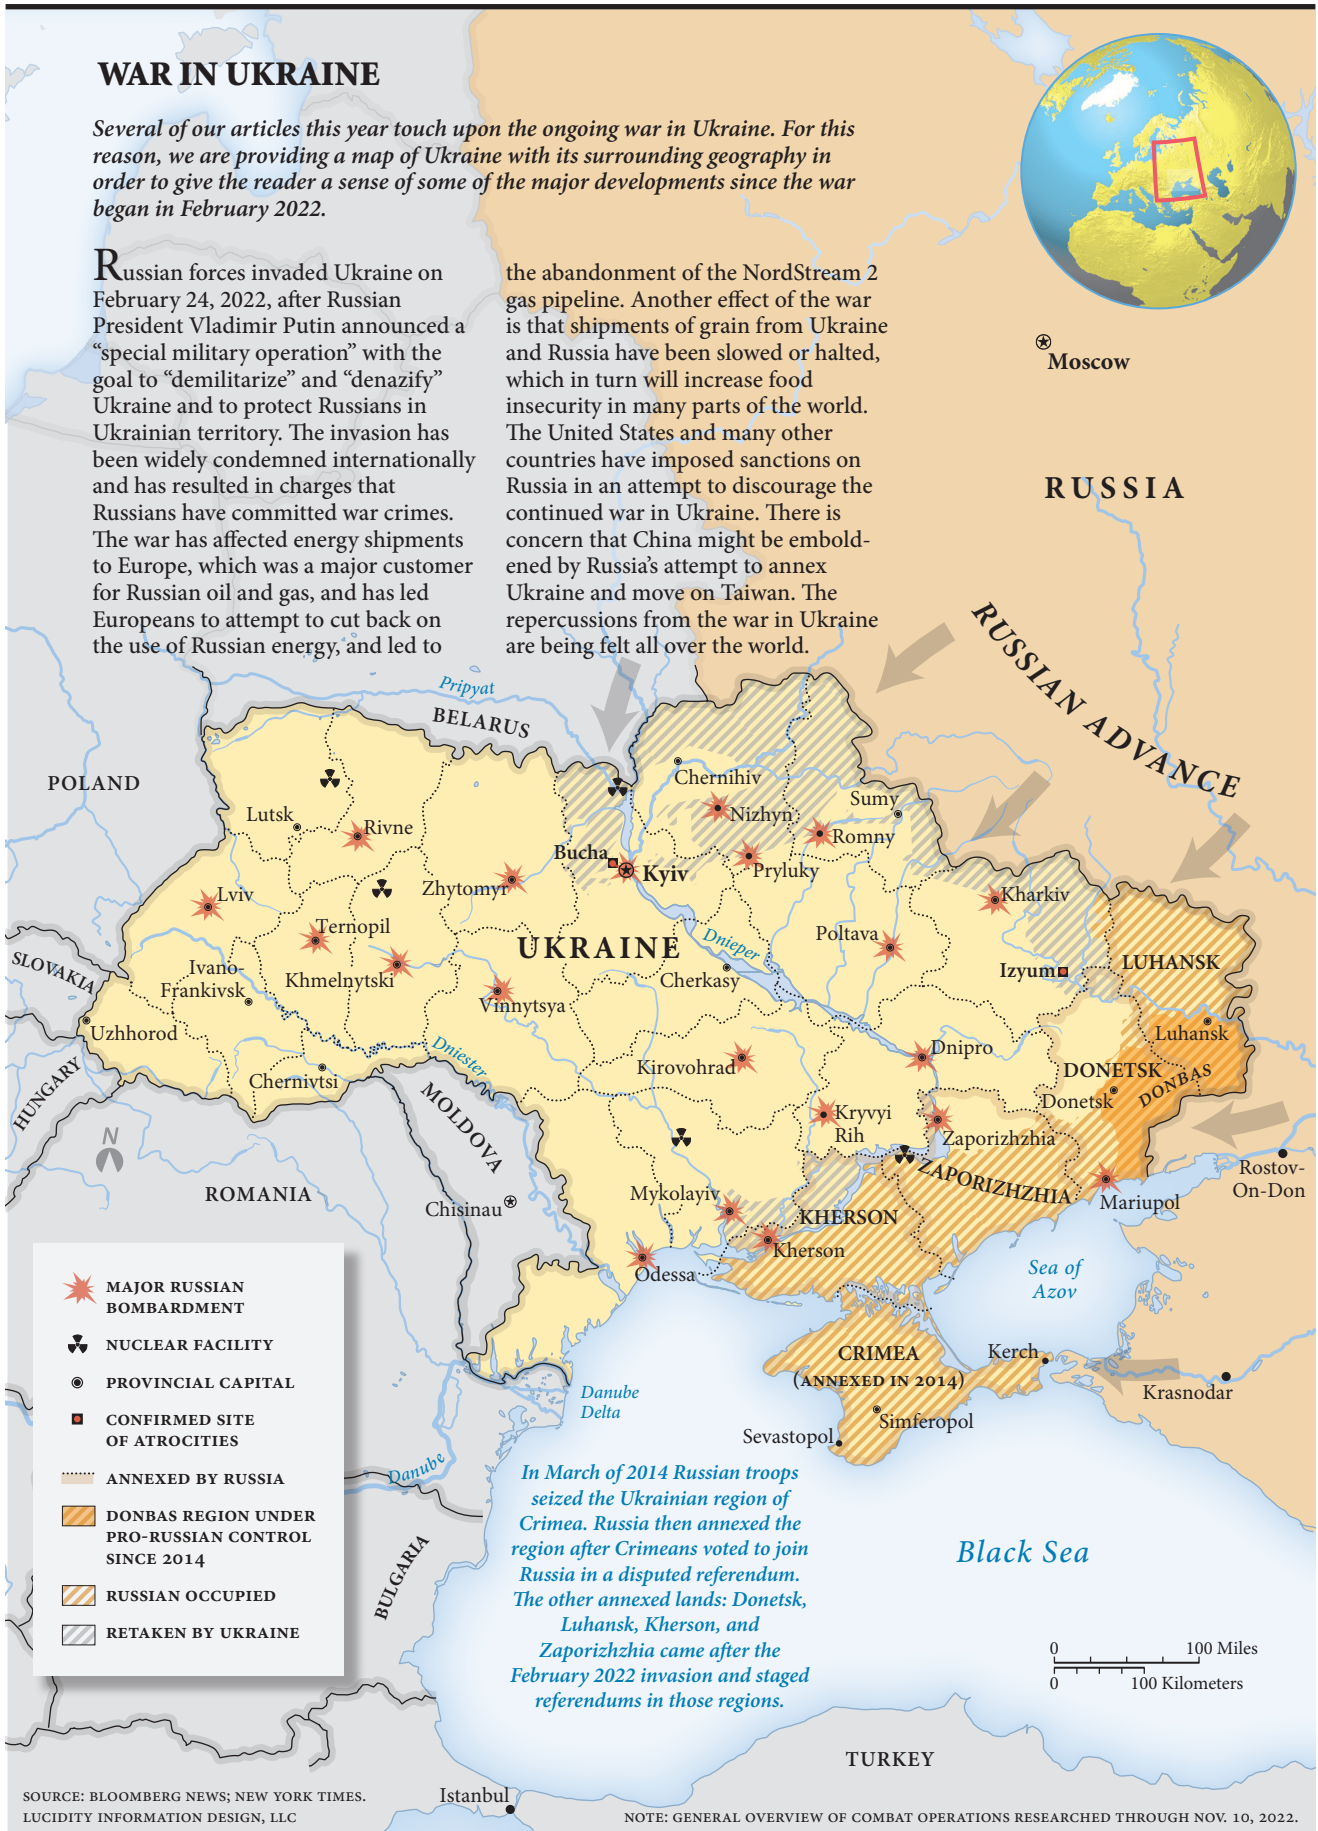 WAR IN UKRAINE
Several of our articles this year touch upon the ongoing war in Ukraine. For this
reason, we are providing a map of Ukraine with its surrounding geography in
order to give the reader a sense of some of the major developments since the war
began in February 2022.
Russian forces invaded Ukraine on
February 24, 2022, after Russian
President Vladimir Putin announced a
“special military operation” with the
goal to “demilitarize” and “denazify”
Ukraine and to protect Russians in
Ukrainian territory. The invasion has
been widely condemned internationally
and has resulted in charges that
Russians have committed war crimes.
The war has affected energy shipments
to Europe, which was a major customer
for Russian oil and gas, and has led
Europeans to attempt to cut back on
the use of Russian energy, and led to
the abandonment of the NordStream 2
gas pipeline. Another effect of the war
is that shipments of grain from Ukraine
and Russia have been slowed or halted,
which in turn will increase food
insecurity in many parts of the world.
The United States and many other
countries have imposed sanctions on
Russia in an attempt to discourage the
continued war in Ukraine. There is
concern that China might be embold-
ened by Russia’s attempt to annex
Ukraine and move on Taiwan. The
repercussions from the war in Ukraine
are being felt all over the world.
Moscow
RUSSIA
RUSSIAN ADVANCE
Pripyat
BELARUS
POLAND
Chernihiv
Lutsk
Rivne
Nizhyn
Sumy
Romny
Bucha
Kyiv
Pryluky
Zhytomyr
Lviv
Kharkiv
Ternopil
UKRAINE
Dnieper
Poltava
SLOVAKIA
Ivano-
Frankivsk
Khmelnytski
Cherkasy
Izyum
LUHANSK
Vinnytsya
Uzhhorod
Luhansk
Dniester
Dnipro
HUNGARY
Chernivtsi
Kirovohrad
DONETSK
DONBAS
Donetsk
MOLDOVA
Kryvyi
Rih
Zaporizhzhia
N
ZAPORIZHZHIA
Rostov-
On-Don
ROMANIA
Chisinau
Mykolayiv
KHERSON
Mariupol
Kherson
Odessa
Sea of
Azov
MAJOR RUSSIAN
BOMBARDMENT
NUCLEAR FACILITY
PROVINCIAL CAPITAL
CONFIRMED SITE
OF ATROCITIES
ANNEXED BY RUSSIA
DONBAS REGION UNDER
PRO-RUSSIAN CONTROL
SINCE 2014
RUSSIAN OCCUPIED
RETAKEN BY UKRAINE
CRIMEA
(ANNEXED IN 2014)
Kerch
Krasnodar
Simferopol
Sevastopol
Danube
Delta
Danube
BULGARIA
In March of 2014 Russian troops
seized the Ukrainian region of
Crimea. Russia then annexed the
region after Crimeans voted to join
Russia in a disputed referendum.
The other annexed lands: Donetsk,
Luhansk, Kherson, and
Zaporizhzhia came after the
February 2022 invasion and staged
referendums in those regions.
Black Sea
0 100 Miles
0 100 Kilometers
TURKEY
Istanbul
SOURCE: BLOOMBERG NEWS; NEW YORK TIMES.
LUCIDITY INFORMATION DESIGN, LLC
NOTE: GENERAL OVERVIEW OF COMBAT OPERATIONS RESEARCHED THROUGH NOV. 10, 2022.